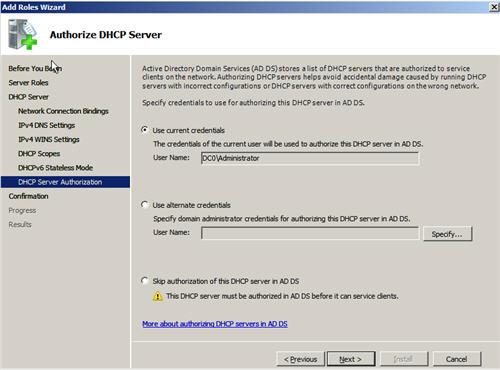 Add Roles Wizard
Authorize DHCP Server
Before You Begin
Server Roles
DHCP Server
Network Connection Bindings
IPv4 DNS Settings
IPv4 WINS Settings
DHCP Scopes
DHCPv6 Stateless Mode
DHCP Server Authorization
Confirmation
Progress
Results
Active Directory Domain Services (AD DS) stores a list of DHCP servers that are authorized to service
clients on the network. Authorizing DHCP servers helps avoid accidental damage caused by running DHCP
servers with incorrect configurations or DHCP servers with correct configurations on the wrong network.
Specify credentials to use for authorizing this DHCP server in AD DS.
Use current credentials
The credentials of the current user will be used to authorize this DHCP server in AD DS.
User Name: DC0\Administrator
Use alternate credentials
Specify domain administrator credentials for authorizing this DHCP server in AD DS.
User Name: Specify...
Skip authorization of this DHCP server in AD DS
This DHCP server must be authorized in AD DS before it can service clients.
More about authorizing DHCP servers in AD DS
< Previous Next > Install Cancel